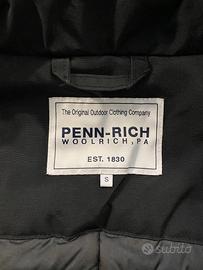 The Original Outdoor Clothing Company
PENN-RICH
WOOLRICH, PA
EST. 1830
S
subito